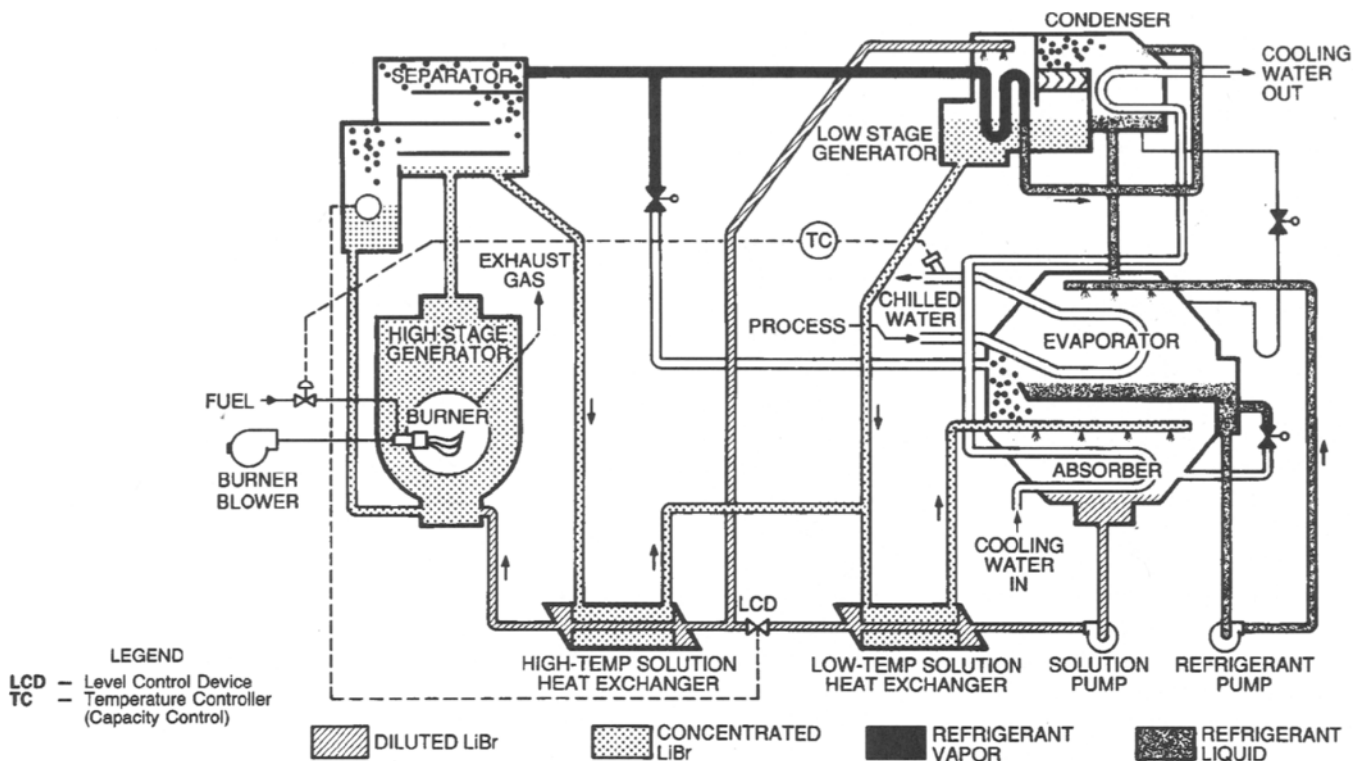 CONDENSER
COOLING
WATER
OUT
SEPARATOR
LOW STAGE
GENERATOR
TC
EXHAUST
GAS
CHILLED
WATER
PROCESS
EVAPORATOR
HIGH STAGE
GENERATOR
FUEL
BURNER
BURNER
BLOWER
ABSORBER
COOLING
WATER
IN
LCD
HIGH-TEMP SOLUTION
HEAT EXCHANGER
LOW-TEMP SOLUTION
HEAT EXCHANGER
SOLUTION
PUMP
REFRIGERANT
PUMP
LEGEND
LCD – Level Control Device
TC – Temperature Controller
(Capacity Control)
DILUTED LiBr
CONCENTRATED
LiBr
REFRIGERANT
VAPOR
REFRIGERANT
LIQUID